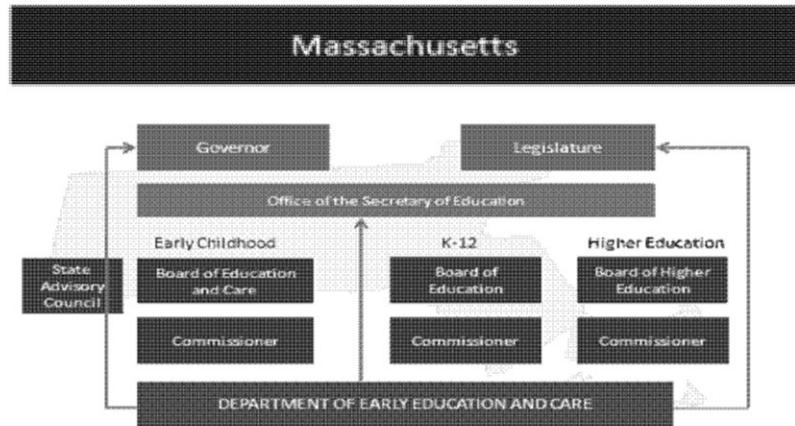 Massachusetts
Governor
Legislature
Office of the Secretary of Education
Early Childhood
K-12
Higher Education
State
Advisory
Council
Board of Education
and Care
Board of
Education
Board of Higher
Education
Commissioner
Commissioner
Commissioner
DEPARTMENT OF EARLY EDUCATION AND CARE